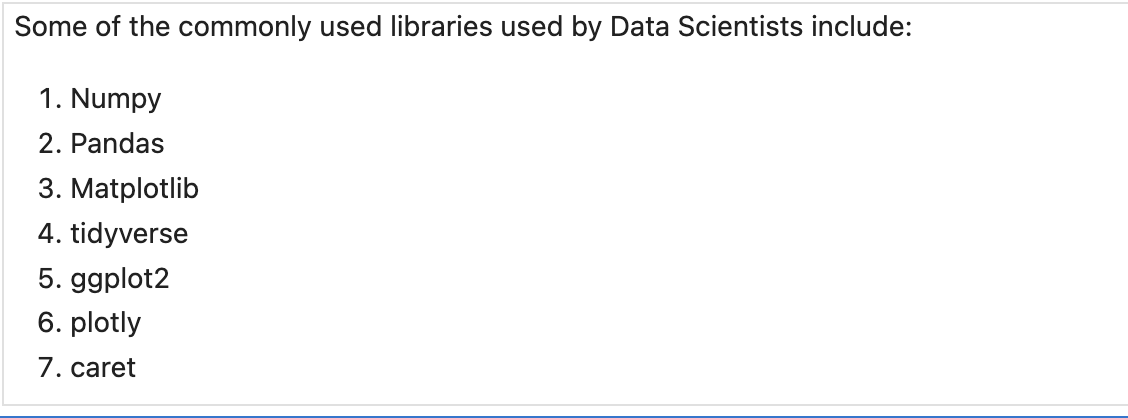 Some of the commonly used libraries used by Data Scientists include:
1. Numpy
2. Pandas
3. Matplotlib
4. tidyverse
5. ggplot2
6. plotly
7. caret